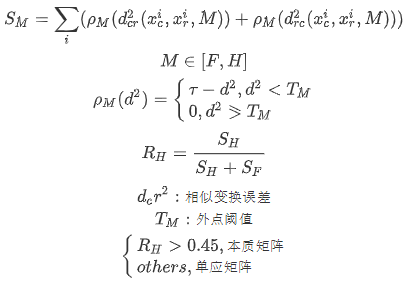 S_M = \sum_i (\rho_M(d_{cr}^2(x_c^i, x_r^i, M)) + \rho_M(d_{rc}^2(x_c^i, x_r^i, M)))
M \in [F, H]
\rho_M(d^2) = \begin{cases} \tau - d^2, d^2 < T_M \\ 0, d^2 \geqslant T_M \end{cases}
R_H = \frac{S_H}{S_H + S_F}
d_c r^2：相似变换误差
T_M：外点阈值
\begin{cases} R_H > 0.45, 本质矩阵 \\ others, 单应矩阵 \end{cases}